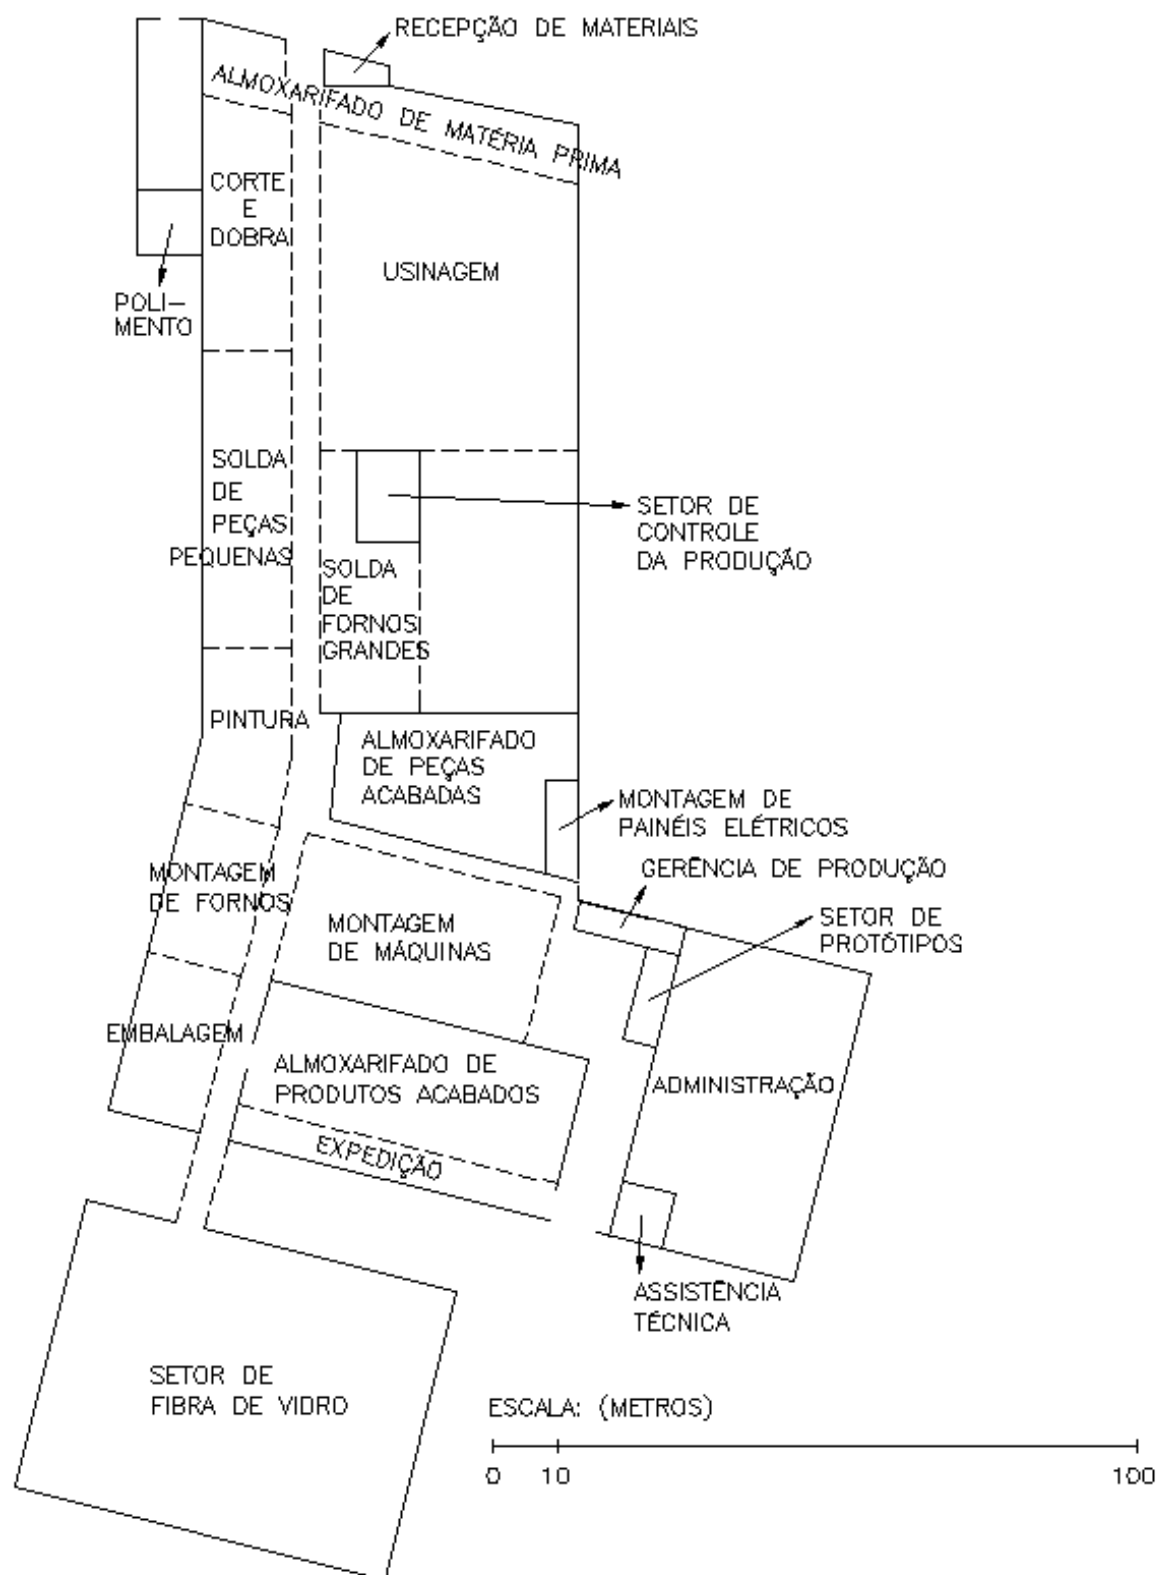 RECEPÇÃO DE MATERIAIS
ALMOXARIFADO DE MATÉRIA PRIMA
CORTE
E
DOBRA
USINAGEM
POLI-
MENTO
SOLDA
DE
PEÇAS
PEQUENAS
SETOR DE
CONTROLE
DA PRODUÇÃO
SOLDA
DE
FORNOS
GRANDES
PINTURA
ALMOXARIFADO
DE PEÇAS
ACABADAS
MONTAGEM DE
PAINÉIS ELÉTRICOS
GERÊNCIA DE PRODUÇÃO
MONTAGEM
DE FORNOS
SETOR DE
PROTÓTIPOS
MONTAGEM
DE MÁQUINAS
EMBALAGEM
ALMOXARIFADO DE
PRODUTOS ACABADOS
ADMINISTRAÇÃO
EXPEDIÇÃO
ASSISTÊNCIA
TÉCNICA
SETOR DE
FIBRA DE VIDRO
ESCALA: (METROS)
0 10 100